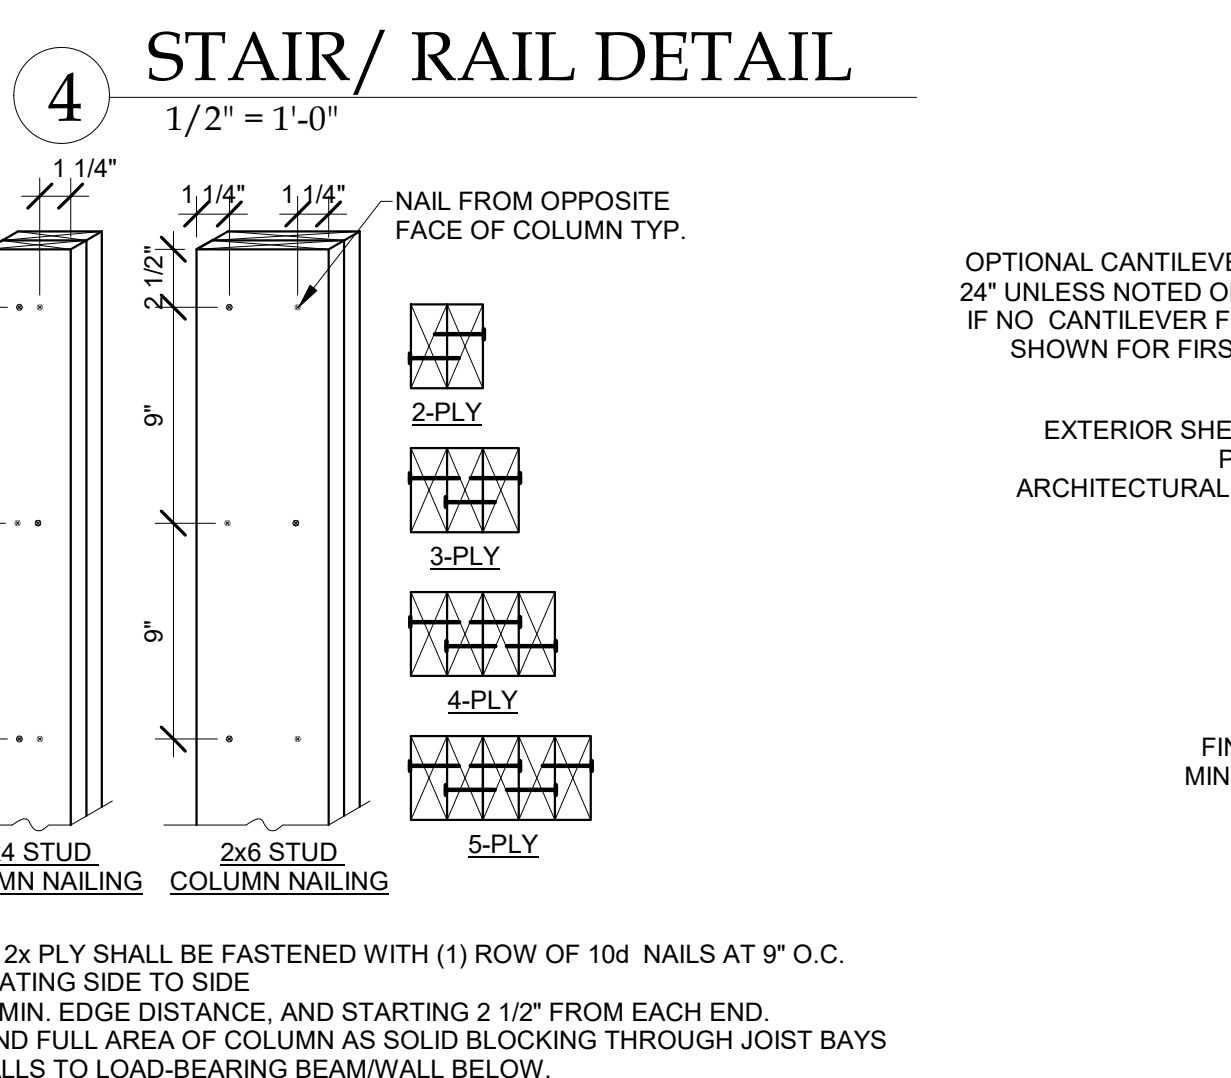 4
STAIR/ RAIL DETAIL
1/2" = 1'-0"
1 1/4"
1 1/4"
1 1/4"
NAIL FROM OPPOSITE
FACE OF COLUMN TYP.
2 1/2"
9"
9"
2-PLY
3-PLY
4-PLY
5-PLY
4 STUD
MN NAILING
2x6 STUD
COLUMN NAILING
2x PLY SHALL BE FASTENED WITH (1) ROW OF 10d NAILS AT 9" O.C.
ATING SIDE TO SIDE
MIN. EDGE DISTANCE, AND STARTING 2 1/2" FROM EACH END.
ND FULL AREA OF COLUMN AS SOLID BLOCKING THROUGH JOIST BAYS
ALLS TO LOAD-BEARING BEAM/WALL BELOW.
OPTIONAL CANTILEVE
24" UNLESS NOTED O
IF NO CANTILEVER F
SHOWN FOR FIRS
EXTERIOR SHE
P
ARCHITECTURAL
FIN
MIN